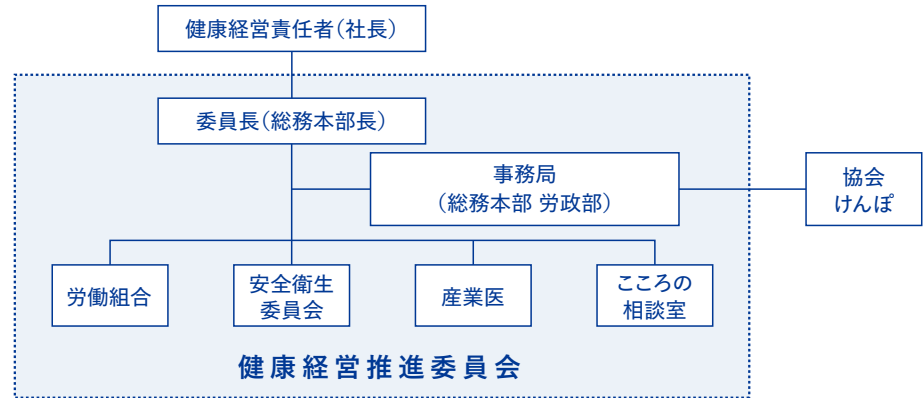 健康経営責任者（社長）
委員長（総務本部長）
事務局
（総務本部 労政部）
協会
けんぽ
労働組合
安全衛生
委員会
産業医
こころの
相談室
健康経営推進委員会